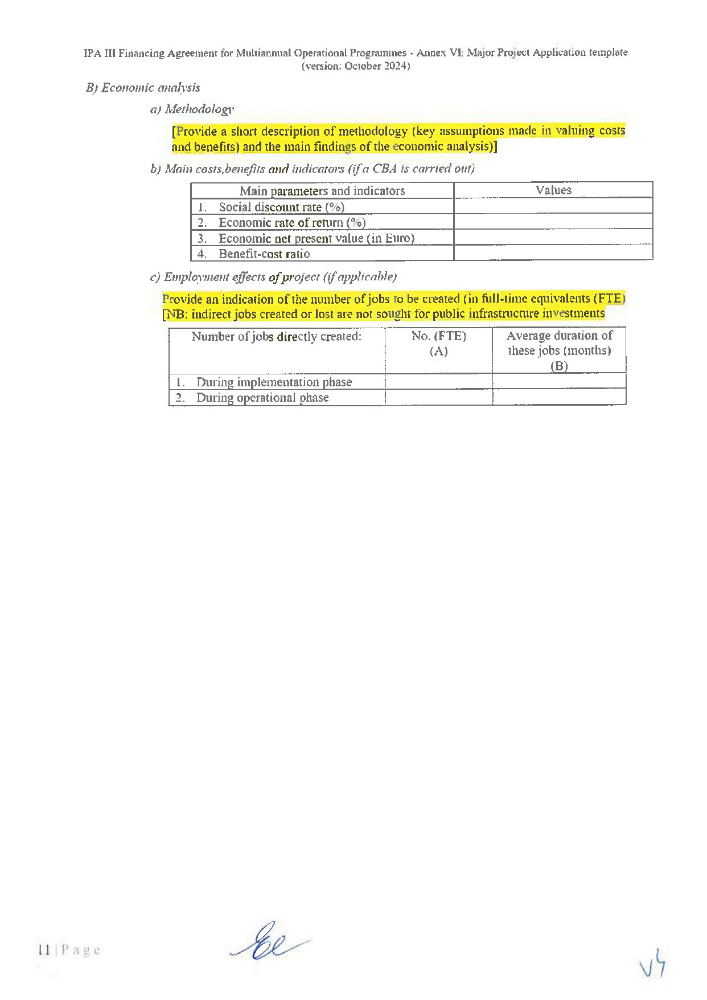 IPA III Financing Agreement for Multiannual Operational Programmes - Annex VI: Major Project Application template
(version: October 2024)
B) Economic analysis
a) Methodology
[Provide a short description of methodology (key assumptions made in valuing costs
and benefits) and the main findings of the economic analysis)]
b) Main costs,benefits and indicators (if a CBA is carried out)
Main parameters and indicators Values
1. Social discount rate (%)
2. Economic rate of return (%)
3. Economic net present value (in Euro)
4. Benefit-cost ratio
c) Employment effects of project (if applicable)
Provide an indication of the number of jobs to be created (in full-time equivalents (FTE)
[NB: indirect jobs created or lost are not sought for public infrastructure investments
Number of jobs directly created: No. (FTE) Average duration of
(A) these jobs (months)
(B)
1. During implementation phase
2. During operational phase
11 | Page